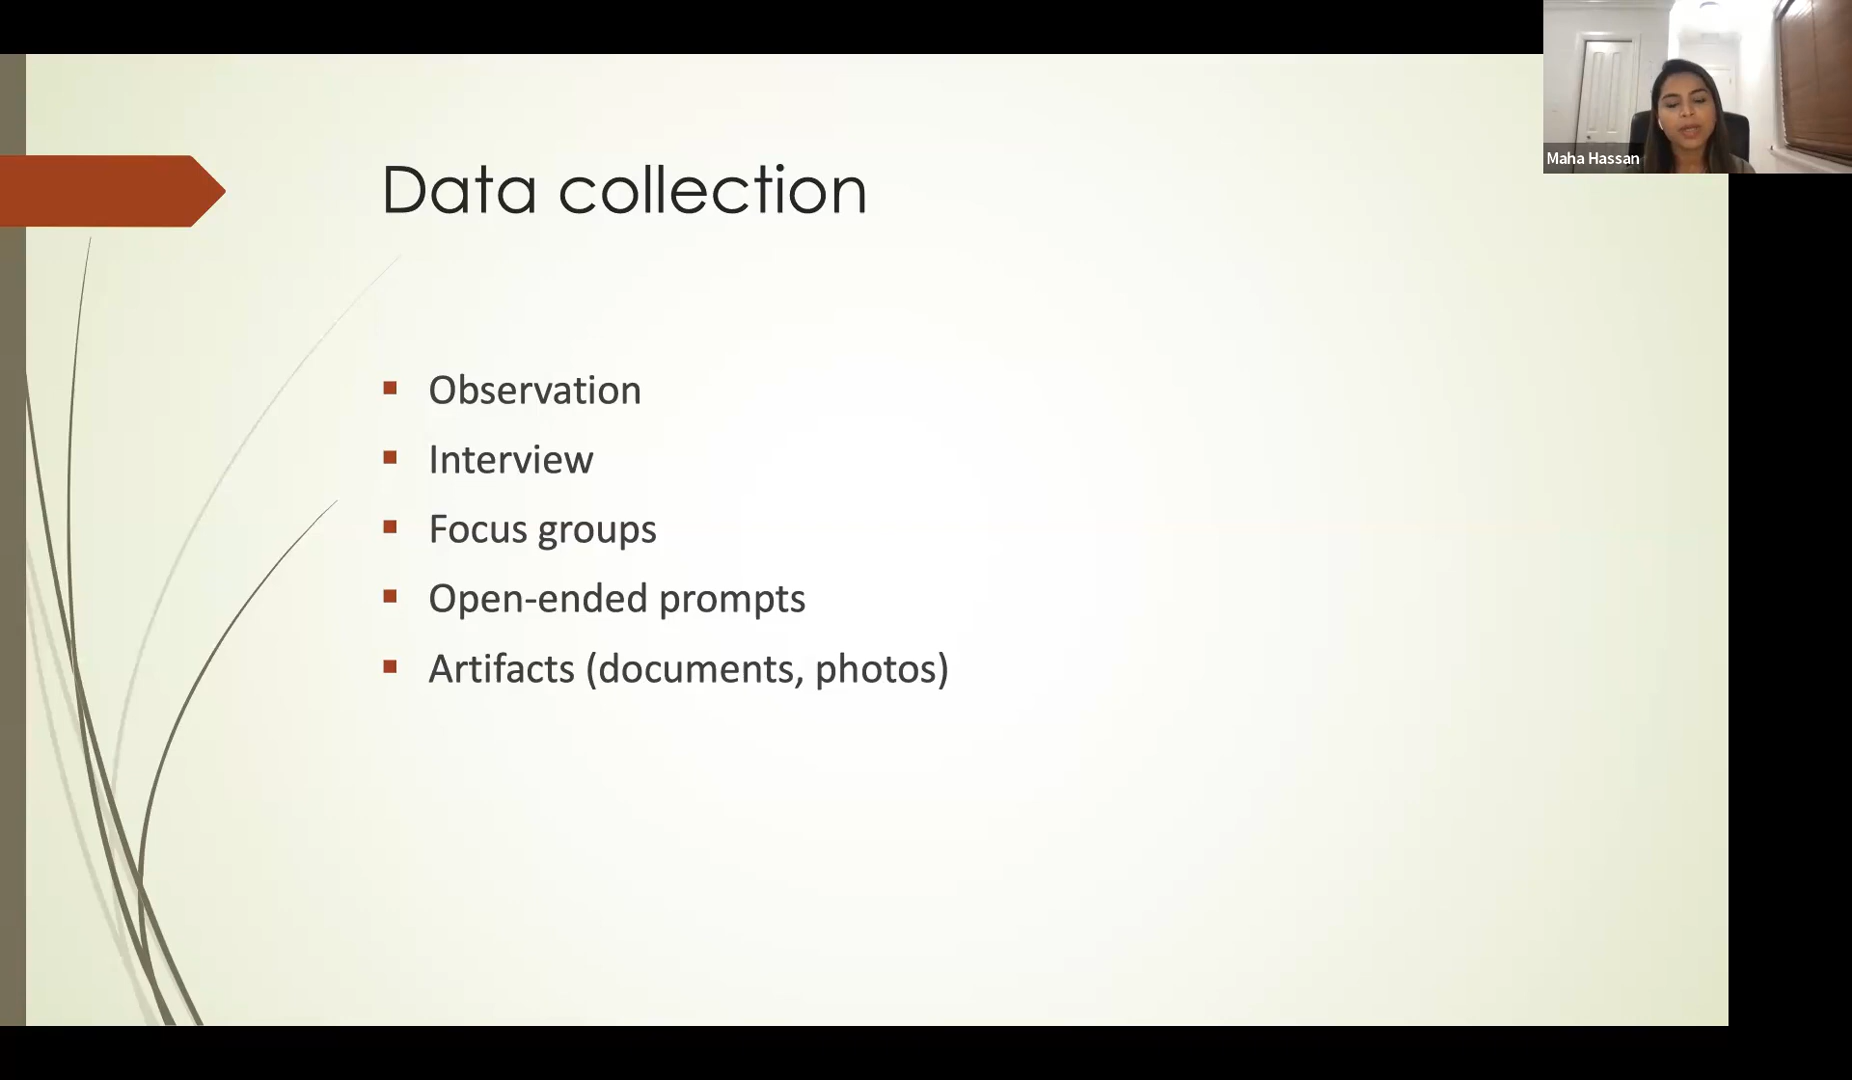 Maha Hassan
Data collection
Observation
Interview
Focus groups
Open-ended prompts
Artifacts (documents, photos)